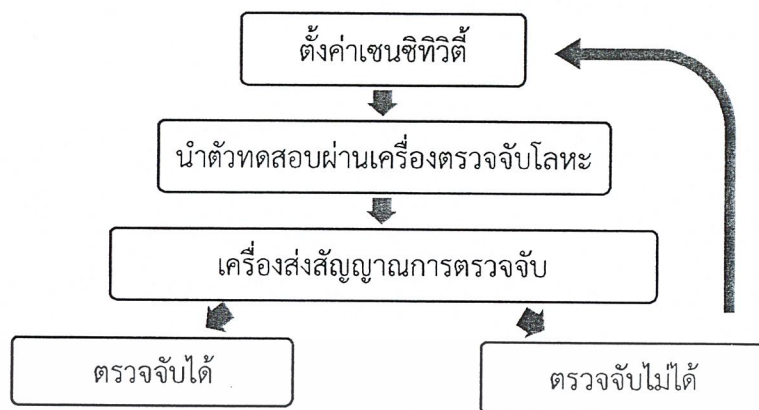 ตั้งค่าเซนซิทิวิตี้
นำตัวทดสอบผ่านเครื่องตรวจจับโลหะ
เครื่องส่งสัญญาณการตรวจจับ
ตรวจจับได้
ตรวจจับไม่ได้